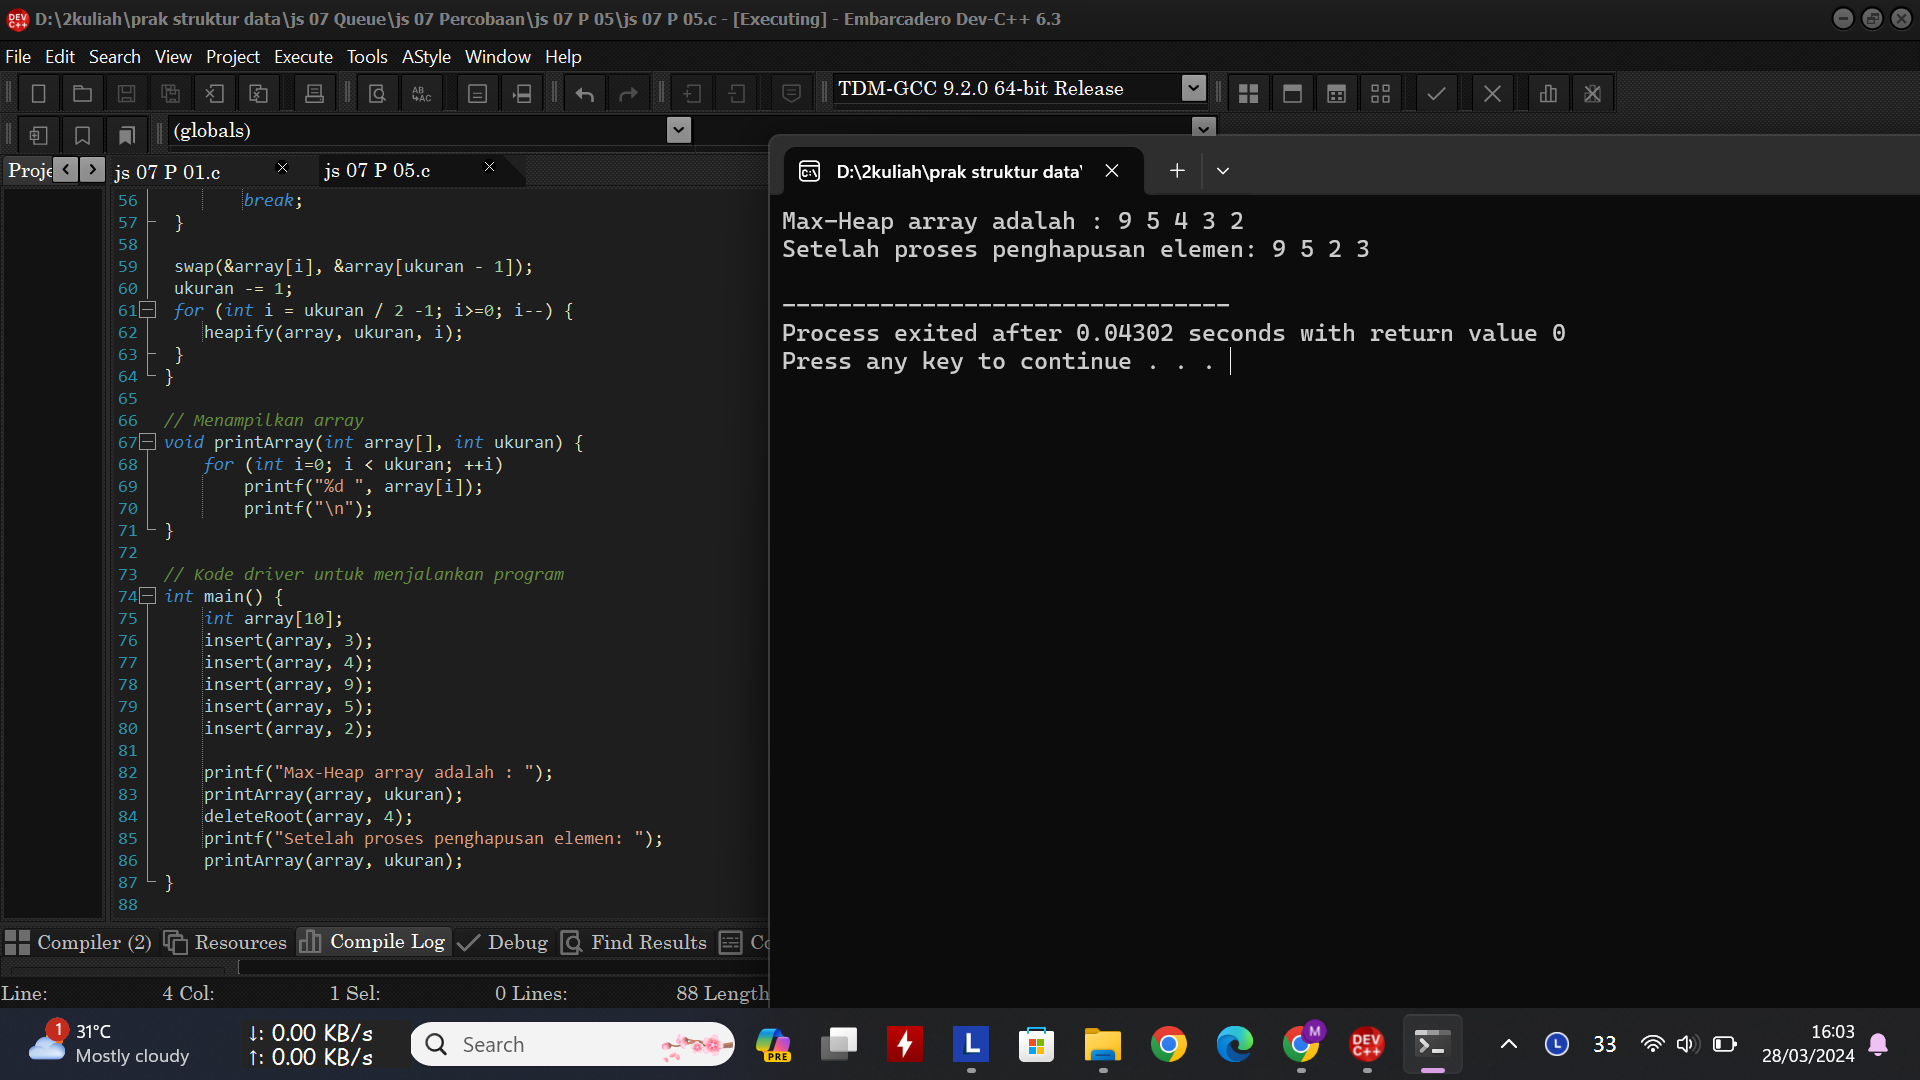 D:\2kuliah\prak struktur data\js 07 Queue\js 07 Percobaan\js 07 P 05\js 07 P 05.c - [Executing] - Embarcadero Dev-C++ 6.3
File Edit Search View Project Execute Tools AStyle Window Help
TDM-GCC 9.2.0 64-bit Release
(globals)
Proje js 07 P 01.c js 07 P 05.c
56 break;
57 }
58
59 swap(&array[i], &array[ukuran - 1]);
60 ukuran -= 1;
61 for (int i = ukuran / 2 -1; i>=0; i--) {
62 heapify(array, ukuran, i);
63 }
64 }
65
66 // Menampilkan array
67 void printArray(int array[], int ukuran) {
68 for (int i=0; i < ukuran; ++i)
69 printf("%d ", array[i]);
70 printf("\n");
71 }
72
73 // Kode driver untuk menjalankan program
74 int main() {
75 int array[10];
76 insert(array, 3);
77 insert(array, 4);
78 insert(array, 9);
79 insert(array, 5);
80 insert(array, 2);
81
82 printf("Max-Heap array adalah : ");
83 printArray(array, ukuran);
84 deleteRoot(array, 4);
85 printf("Setelah proses penghapusan elemen: ");
86 printArray(array, ukuran);
87 }
88
D:\2kuliah\prak struktur data\
Max-Heap array adalah : 9 5 4 3 2
Setelah proses penghapusan elemen: 9 5 2 3
--------------------------------
Process exited after 0.04302 seconds with return value 0
Press any key to continue . . .
Compiler (2) Resources Compile Log Debug Find Results Co
Line: 4 Col: 1 Sel: 0 Lines: 88 Length
1 31°C
Mostly cloudy
↓: 0.00 KB/s
↑: 0.00 KB/s
Search
PRE
L
M
DEV C++
L
33
16:03
28/03/2024